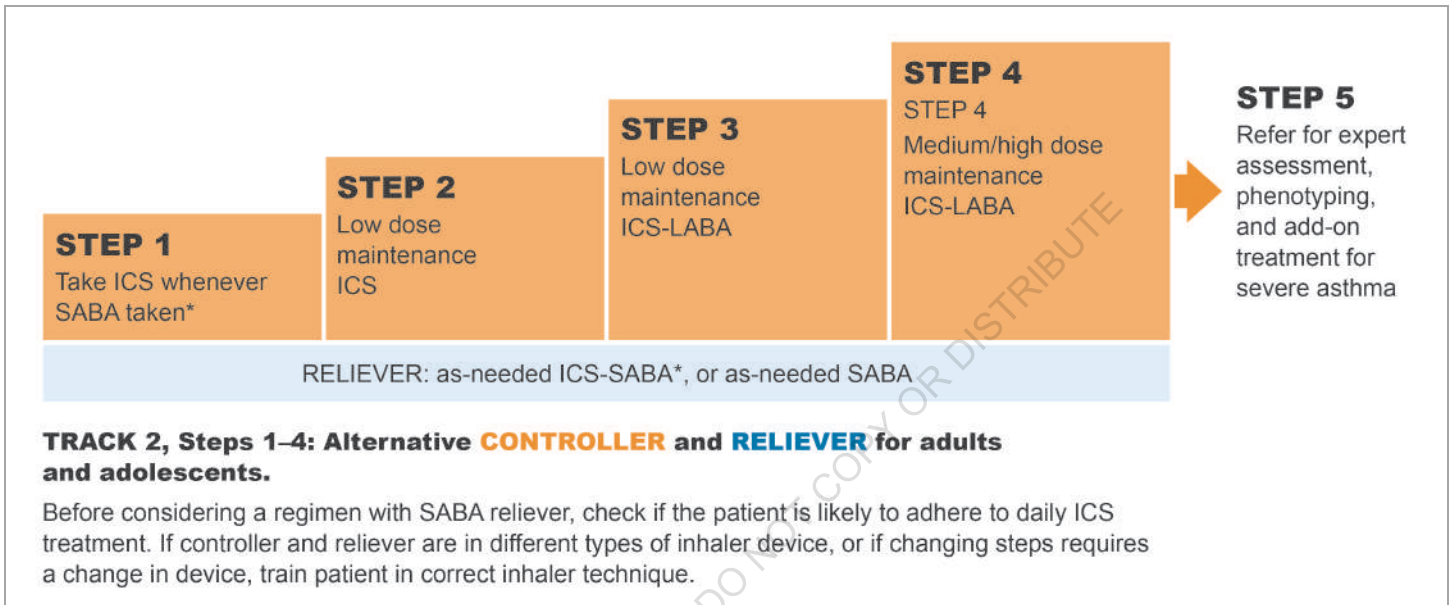 STEP 1
Take ICS whenever
SABA taken*
STEP 2
Low dose
maintenance
ICS
STEP 3
Low dose
maintenance
ICS-LABA
STEP 4
STEP 4
Medium/high dose
maintenance
ICS-LABA
STEP 5
Refer for expert
assessment,
phenotyping,
and add-on
treatment for
severe asthma
RELIEVER: as-needed ICS-SABA*, or as-needed SABA
TRACK 2, Steps 1–4: Alternative CONTROLLER and RELIEVER for adults
and adolescents.
Before considering a regimen with SABA reliever, check if the patient is likely to adhere to daily ICS
treatment. If controller and reliever are in different types of inhaler device, or if changing steps requires
a change in device, train patient in correct inhaler technique.
DO NOT COPY OR DISTRIBUTE